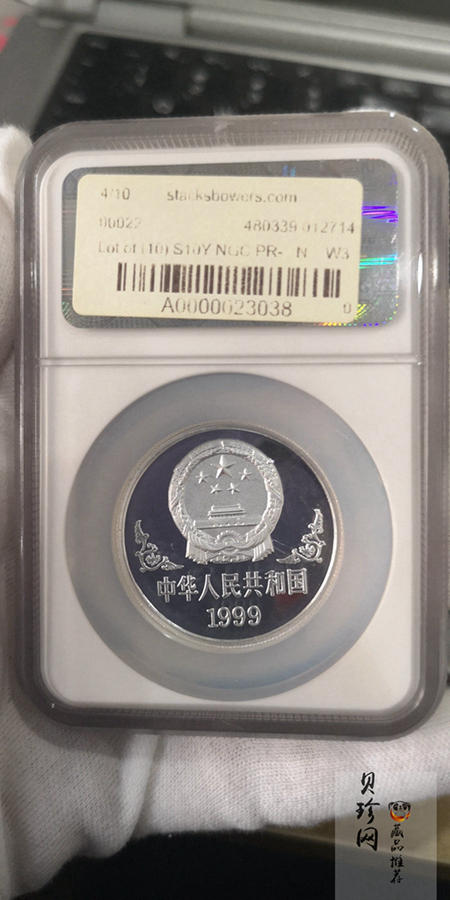 4/10 stacksbowers.com
00022 480339 012714
Lot of (10) S10Y NGC PR- N W3
A0000023038 0
中华人民共和国
1999
贝珍网
藏品推荐